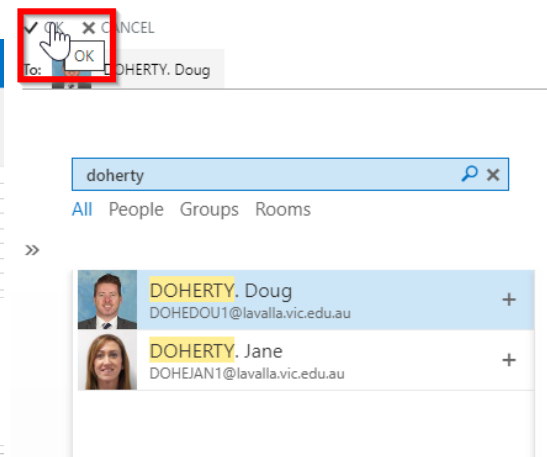 OK CANCEL
OK
To: DOHERTY. Doug
doherty
All People Groups Rooms
DOHERTY. Doug
DOHEDOU1@lavalla.vic.edu.au
DOHERTY. Jane
DOHEJAN1@lavalla.vic.edu.au